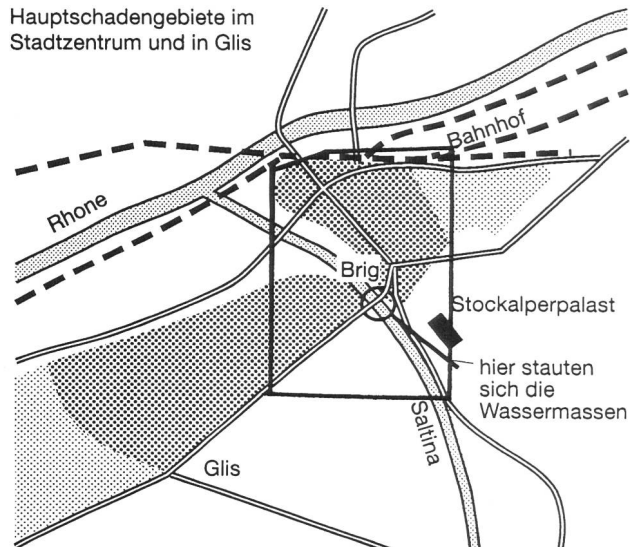 Hauptschadengebiete im
Stadtzentrum und in Glis
Bahnhof
Rhone
Brig
Stockalperpalast
hier stauten
sich die
Wassermassen
Saltina
Glis